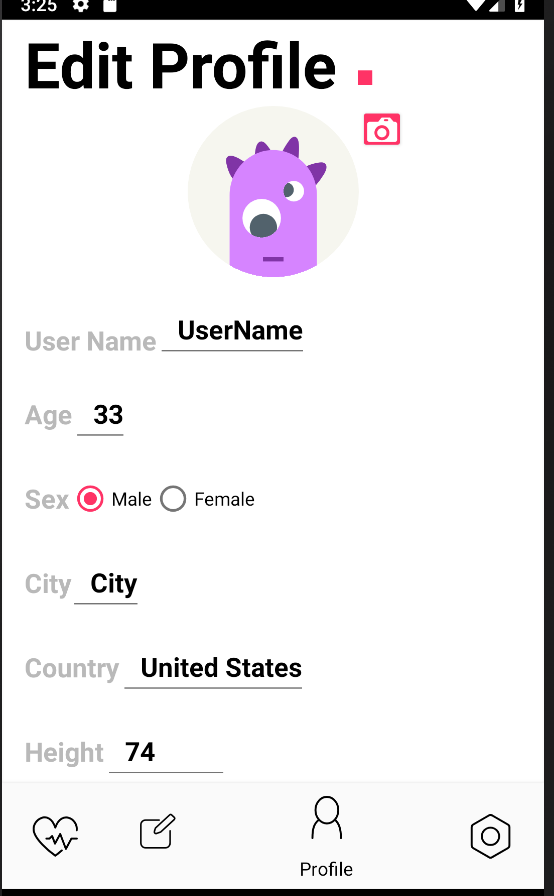 3:25
Edit Profile
User Name UserName
Age 33
Sex Male Female
City City
Country United States
Height 74
Profile